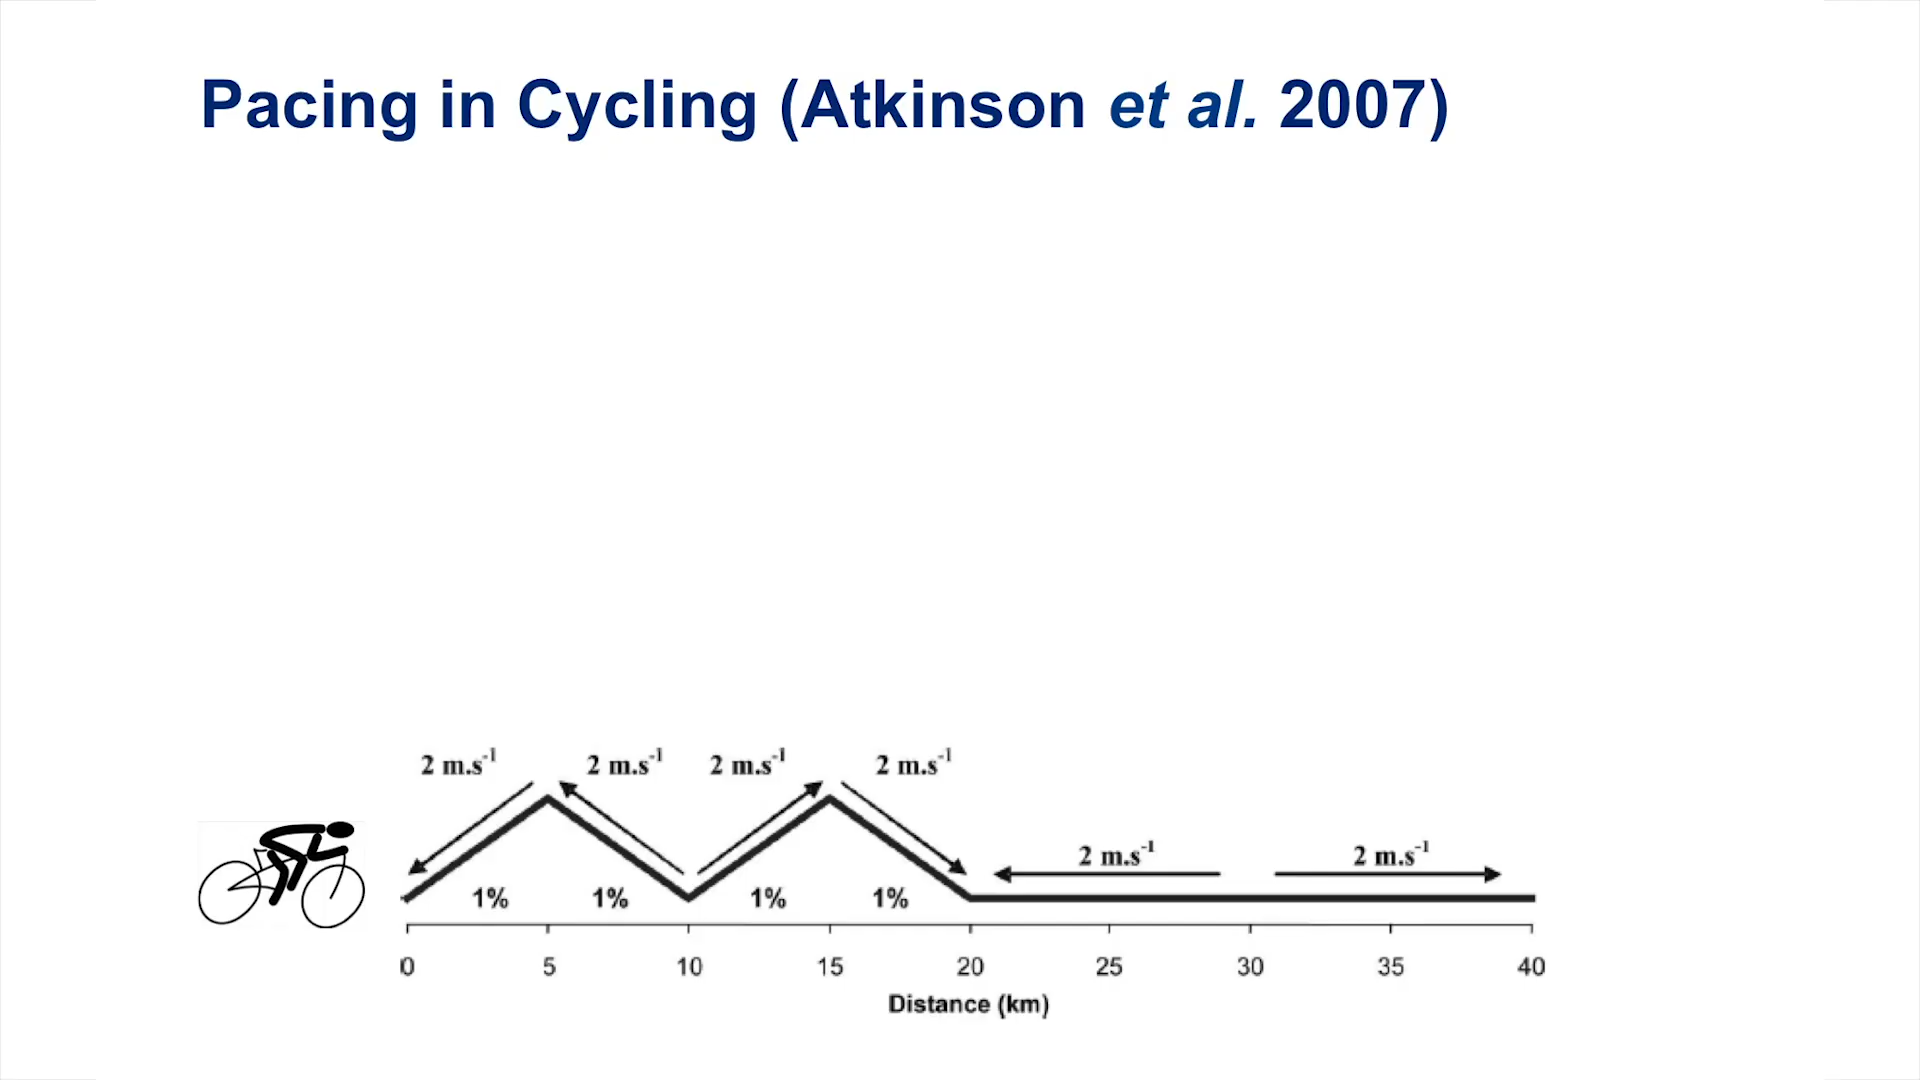 Pacing in Cycling (Atkinson et al. 2007)
2 m.s⁻¹ 2 m.s⁻¹ 2 m.s⁻¹ 2 m.s⁻¹
2 m.s⁻¹ 2 m.s⁻¹
1% 1% 1% 1%
0 5 10 15 20 25 30 35 40
Distance (km)